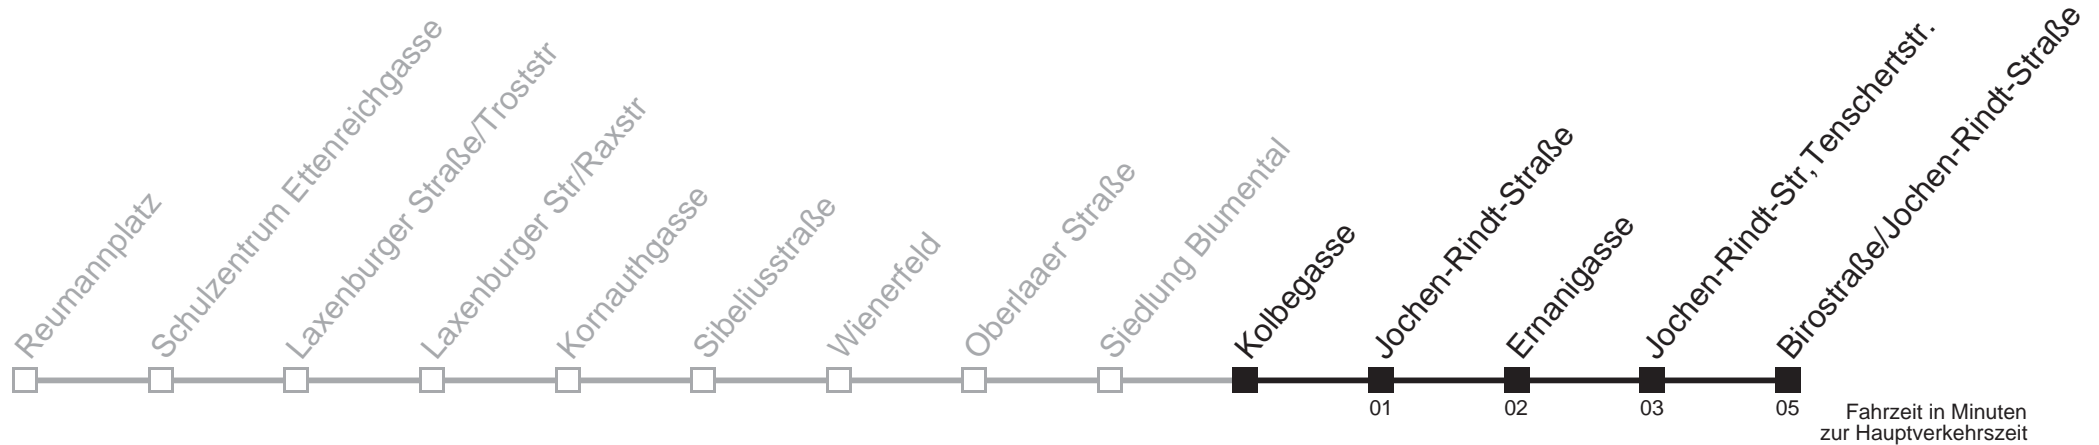 Reumannplatz
Schulzentrum Ettenreichgasse
Laxenburger Straße/Troststr
Laxenburger Str/Raxstr
Kornauthgasse
Sibeliusstraße
Wienerfeld
Oberlaaer Straße
Siedlung Blumental
Kolbegasse
Jochen-Rindt-Straße
Ernanigasse
Jochen-Rindt-Str, Tenschertstr.
Birostraße/Jochen-Rindt-Straße
01 02 03 05
Fahrzeit in Minuten
zur Hauptverkehrszeit